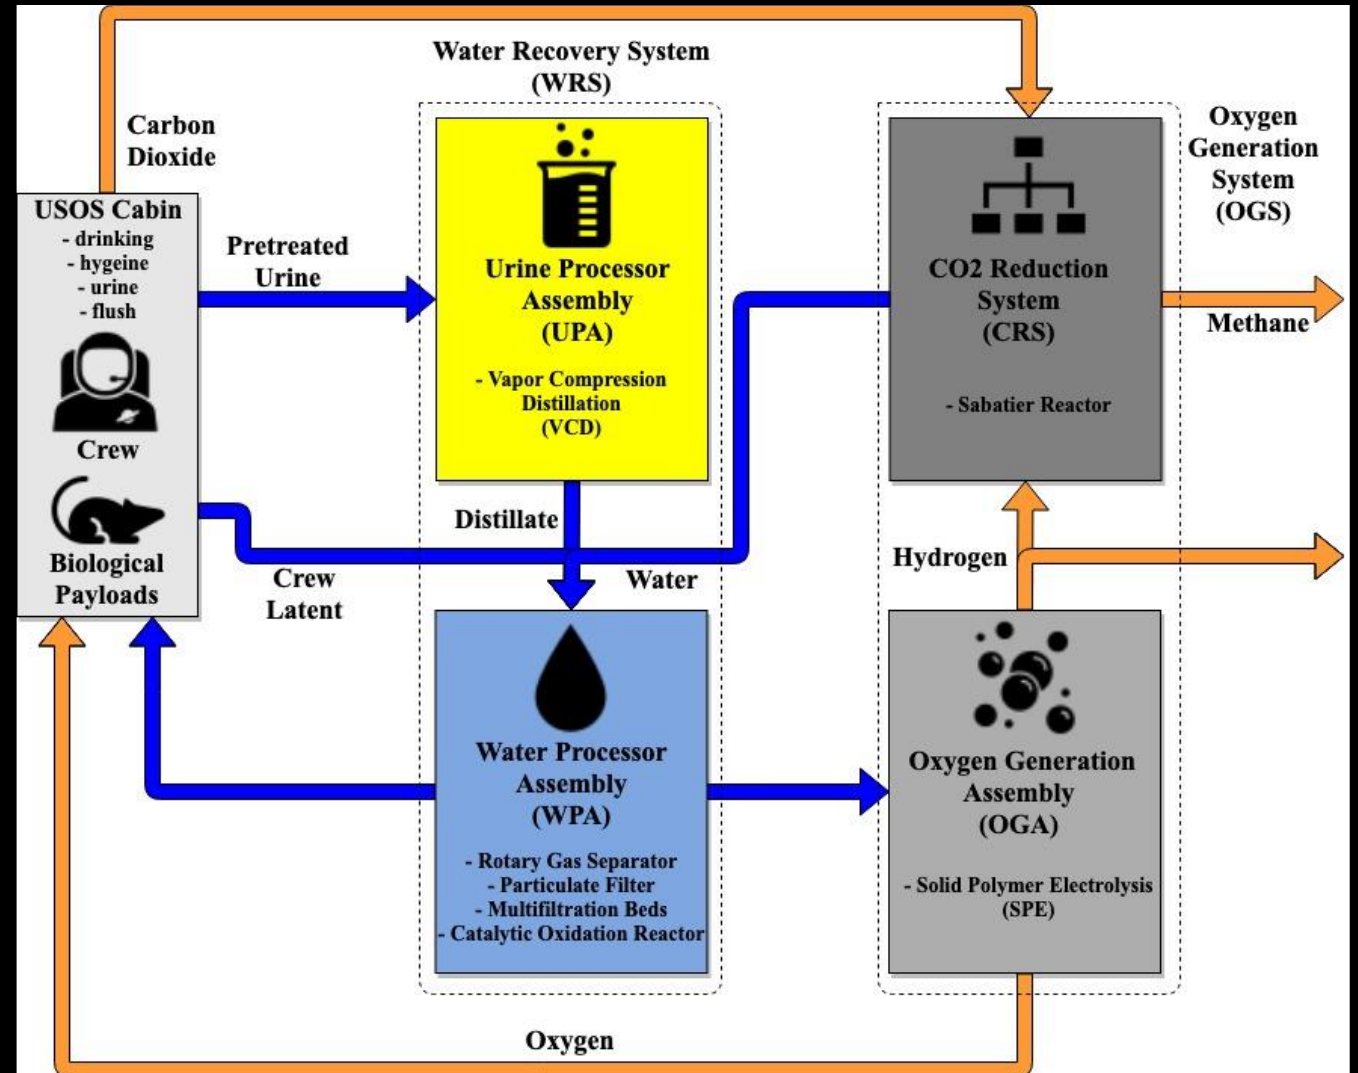 Water Recovery System
(WRS)
Carbon
Dioxide
Oxygen
Generation
System
(OGS)
USOS Cabin
- drinking
- hygeine
- urine
- flush
Crew
Biological
Payloads
Pretreated
Urine
Urine Processor
Assembly
(UPA)
- Vapor Compression
Distillation
(VCD)
CO2 Reduction
System
(CRS)
- Sabatier Reactor
Methane
Distillate
Crew
Latent
Water
Hydrogen
Water Processor
Assembly
(WPA)
- Rotary Gas Separator
- Particulate Filter
- Multifiltration Beds
- Catalytic Oxidation Reactor
Oxygen Generation
Assembly
(OGA)
- Solid Polymer Electrolysis
(SPE)
Oxygen